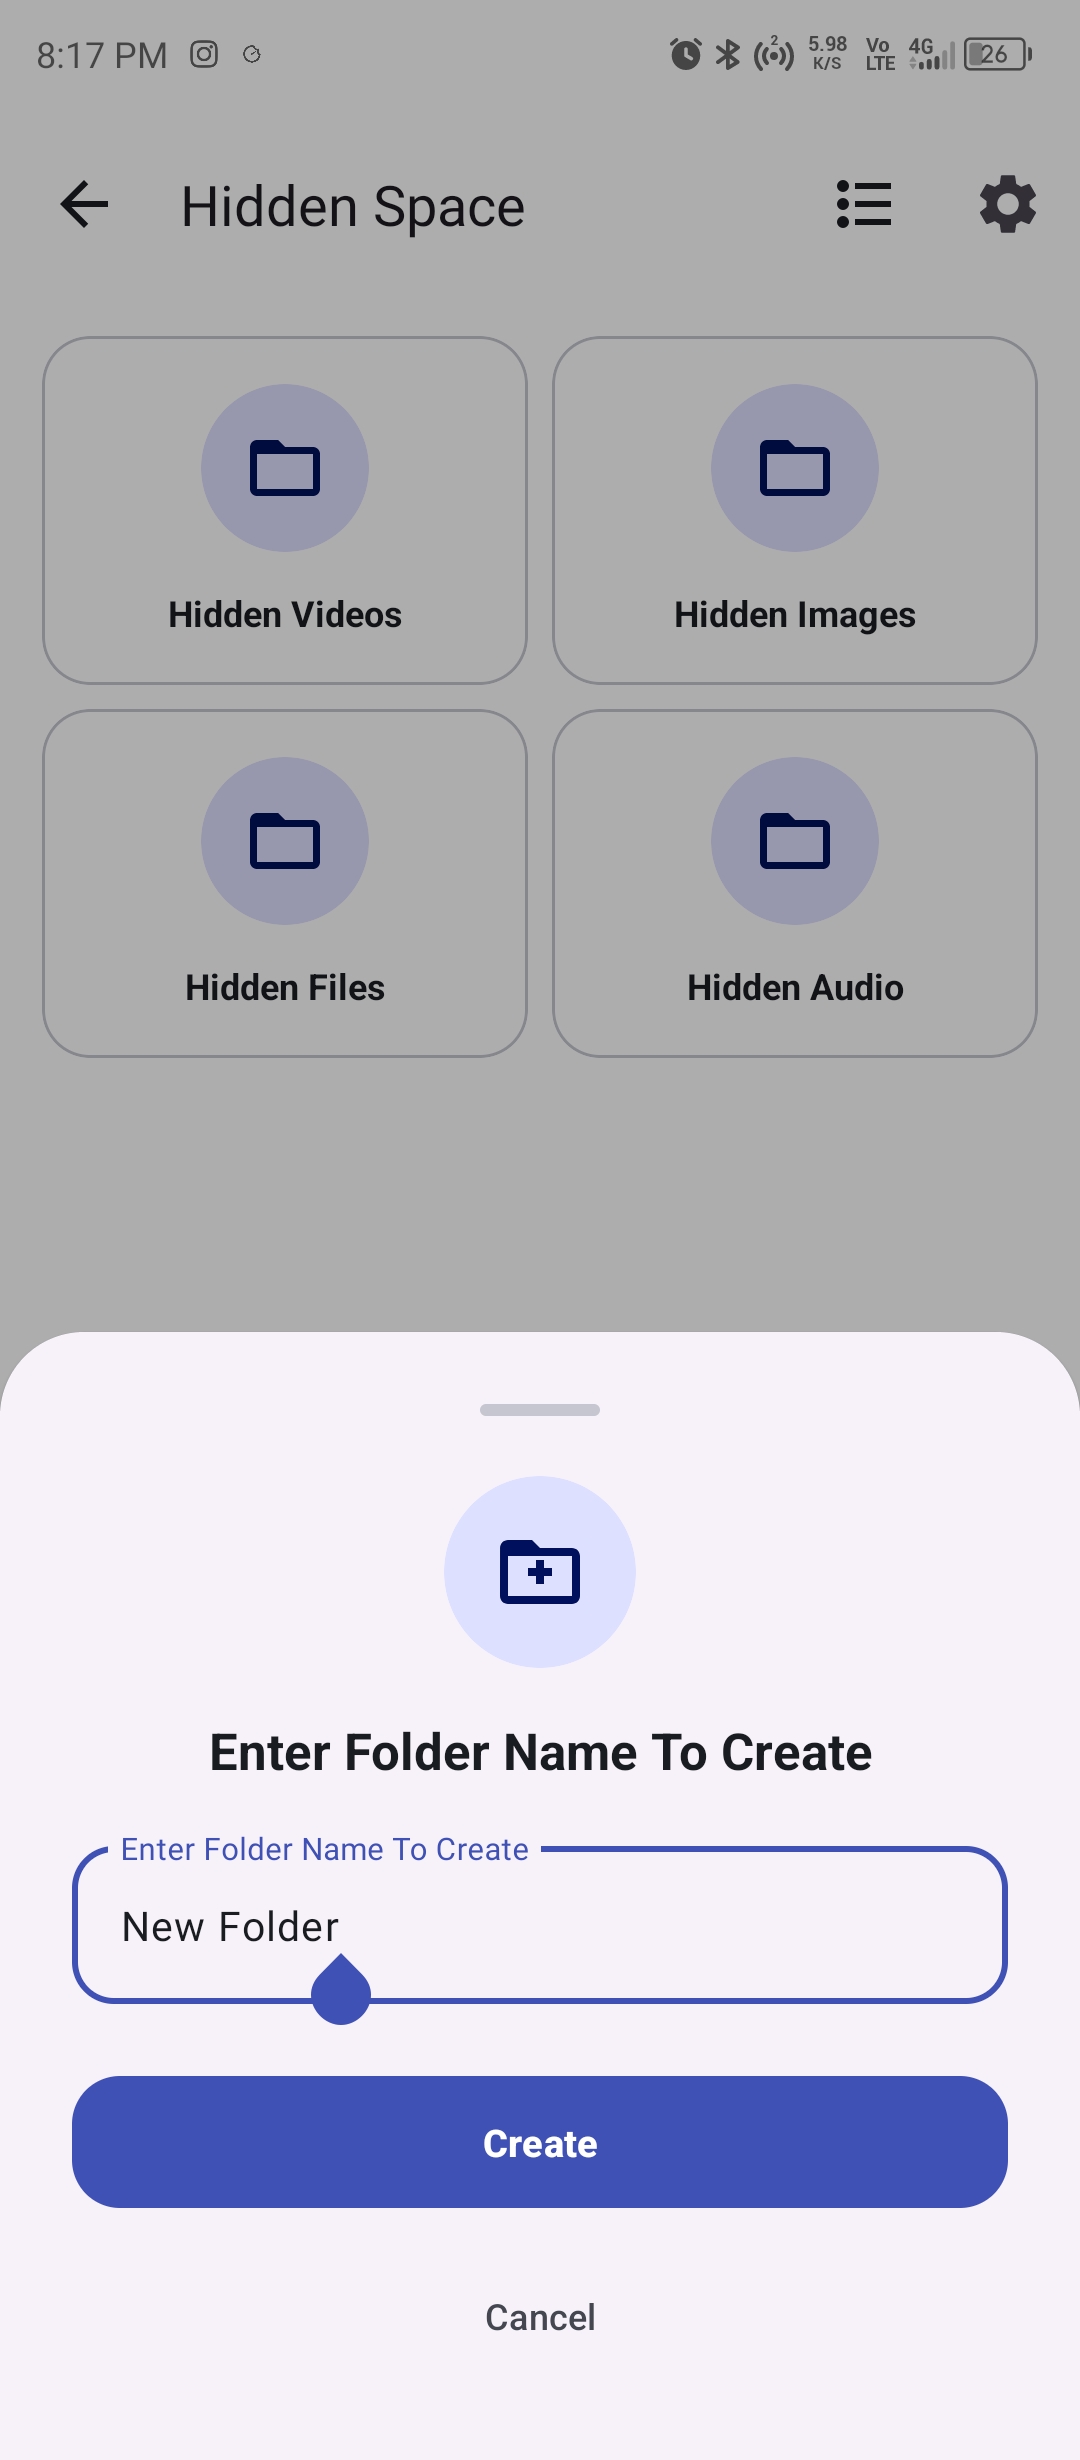 8:17 PM 2 5.98 K/S Vo LTE 4G 26
Hidden Space
Hidden Videos
Hidden Images
Hidden Files
Hidden Audio
Enter Folder Name To Create
Enter Folder Name To Create
New Folder
Create
Cancel